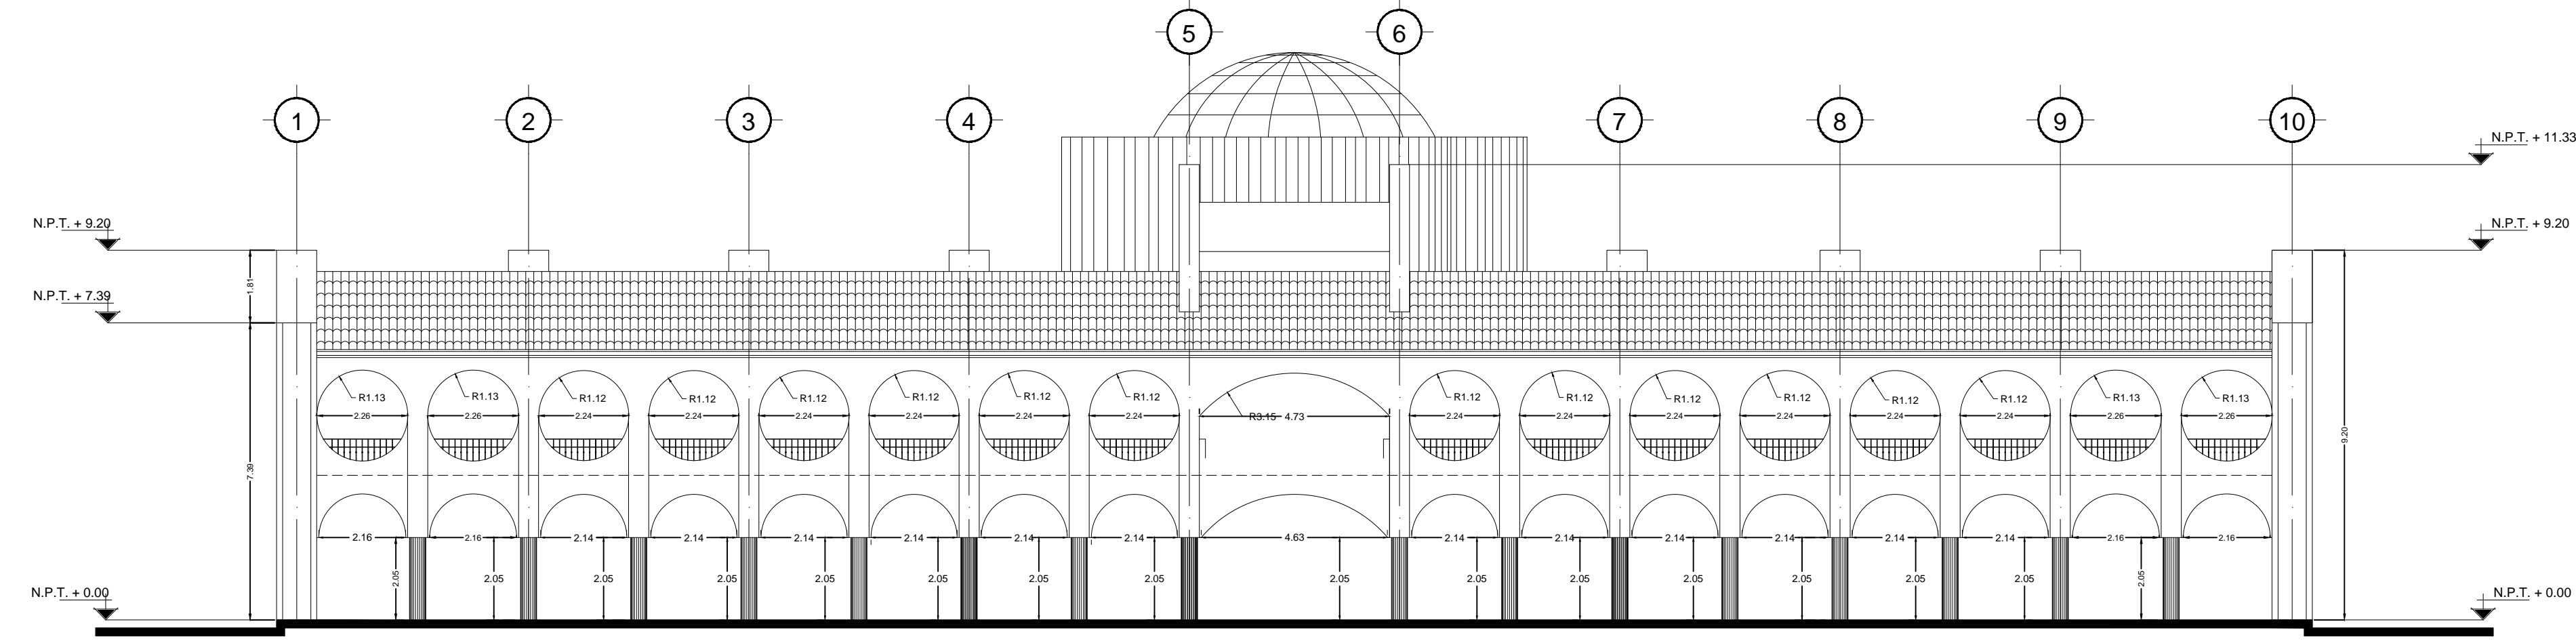 5 6
1 2 3 4 7 8 9 10
N.P.T. + 11.33
N.P.T. + 9.20 N.P.T. + 9.20
1.81
N.P.T. + 7.39
R1.13 R1.13 R1.12 R1.12 R1.12 R1.12 R1.12 R1.12 R1.12 R1.12 R1.12 R1.12 R1.12 R1.12 R1.13 R1.13
2.26 2.26 2.24 2.24 2.24 2.24 2.24 2.24 R3.15 4.73 2.24 2.24 2.24 2.24 2.24 2.24 2.26 2.26
7.39 9.20
2.16 2.16 2.14 2.14 2.14 2.14 2.14 2.14 4.63 2.14 2.14 2.14 2.14 2.14 2.14 2.16 2.16
2.05 2.05 2.05 2.05 2.05 2.05 2.05 2.05 2.05 2.05 2.05 2.05 2.05 2.05 2.05 2.05
N.P.T. + 0.00 N.P.T. + 0.00